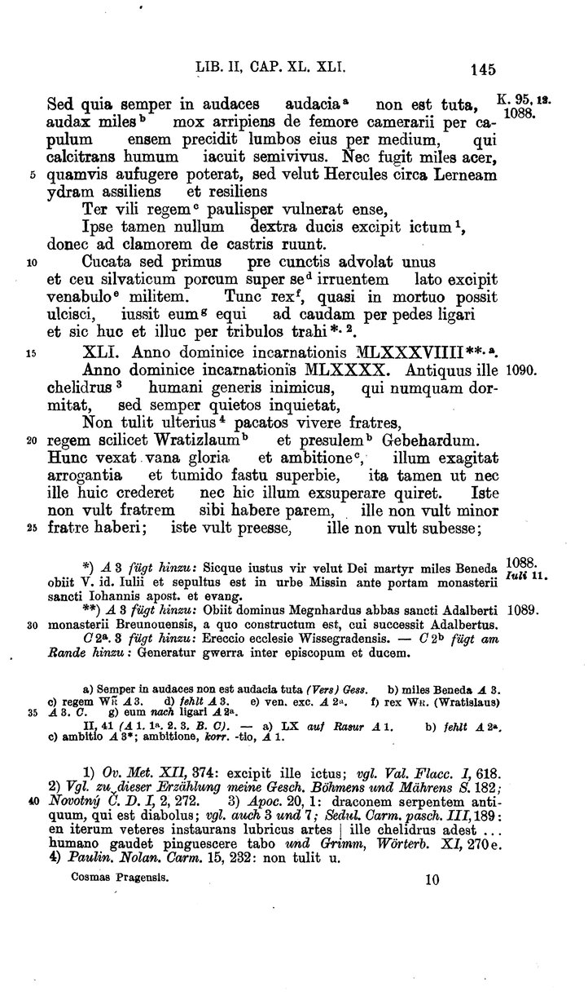 LIB. II, CAP. XL. XLI. 145
Sed quia semper in audaces audacia ᵃ non est tuta, K. 95, 12.
audax miles ᵇ mox arripiens de femore camerarii per ca- 1088.
pulum ensem precidit lumbos eius per medium, qui
calcitrans humum iacuit semivivus. Nec fugit miles acer,
5 quamvis aufugere poterat, sed velut Hercules circa Lerneam
ydram assiliens et resiliens
Ter vili regem ᶜ paulisper vulnerat ense,
Ipse tamen nullum dextra ducis excipit ictum ¹,
donec ad clamorem de castris ruunt.
10 Cucata sed primus pre cunctis advolat unus
et ceu silvaticum porcum super se ᵈ irruentem lato excipit
venabulo ᵉ militem. Tunc rex ᶠ, quasi in mortuo possit
ulcisci, iussit eum ᵍ equi ad caudam per pedes ligari
et sic huc et illuc per tribulos trahi *· ².
15 XLI. Anno dominice incarnationis MLXXXVIIII **· ᵃ.
Anno dominice incarnationis MLXXXX. Antiquus ille 1090.
chelidrus ³ humani generis inimicus, qui numquam dor-
mitat, sed semper quietos inquietat,
Non tulit ulterius ⁴ pacatos vivere fratres,
20 regem scilicet Wratizlaum ᵇ et presulem ᵇ Gebehardum.
Hunc vexat vana gloria et ambitione ᶜ, illum exagitat
arrogantia et tumido fastu superbie, ita tamen ut nec
ille huic crederet nec hic illum exsuperare quiret. Iste
non vult fratrem sibi habere parem, ille non vult minor
25 fratre haberi; iste vult preesse, ille non vult subesse;
*) A 3 fügt hinzu: Sicque iustus vir velut Dei martyr miles Beneda 1088.
obiit V. id. Iulii et sepultus est in urbe Missin ante portam monasterii Iuli 11.
sancti Iohannis apost. et evang.
**) A 3 fügt hinzu: Obiit dominus Megnhardus abbas sancti Adalberti 1089.
30 monasterii Breunouensis, a quo constructum est, cui successit Adalbertus.
C 2ᵃ. 3 fügt hinzu: Ereccio ecclesie Wissegradensis. — C 2ᵇ fügt am
Rande hinzu: Generatur gwerra inter episcopum et ducem.
a) Semper in audaces non est audacia tuta (Vers) Gess. b) miles Beneda A 3.
c) regem Wr̃ A 3. d) fehlt A 3. e) ven. exc. A 2ᵃ. f) rex Wr. (Wratislaus)
35 A 3. C. g) eum nach ligari A 2ᵃ.
II, 41 (A 1. 1ᵃ. 2. 3. B. C). — a) LX auf Rasur A 1. b) fehlt A 2ᵃ.
c) ambitio A 3*; ambitione, korr. -tio, A 1.
1) Ov. Met. XII, 374: excipit ille ictus; vgl. Val. Flacc. I, 618.
2) Vgl. zu dieser Erzählung meine Gesch. Böhmens und Mährens S. 182;
40 Novotný Č. D. I, 2, 272. 3) Apoc. 20, 1: draconem serpentem anti-
quum, qui est diabolus; vgl. auch 3 und 7; Sedul. Carm. pasch. III, 189:
en iterum veteres instaurans lubricus artes | ille chelidrus adest ...
humano gaudet pinguescere tabo und Grimm, Wörterb. XI, 270 e.
4) Paulin. Nolan. Carm. 15, 232: non tulit u.
Cosmas Pragensis. 10